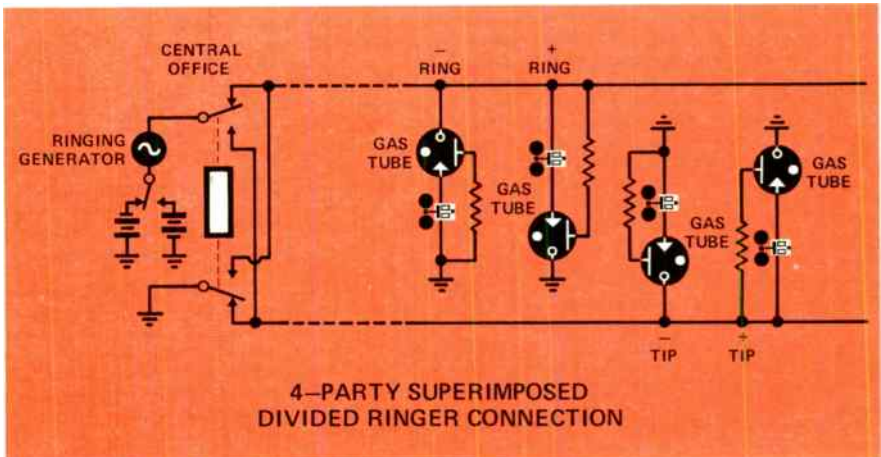 CENTRAL
OFFICE
RINGING
GENERATOR
–
RING
+
RING
GAS
TUBE
GAS
TUBE
GAS
TUBE
GAS
TUBE
–
TIP
+
TIP
4–PARTY SUPERIMPOSED
DIVIDED RINGER CONNECTION